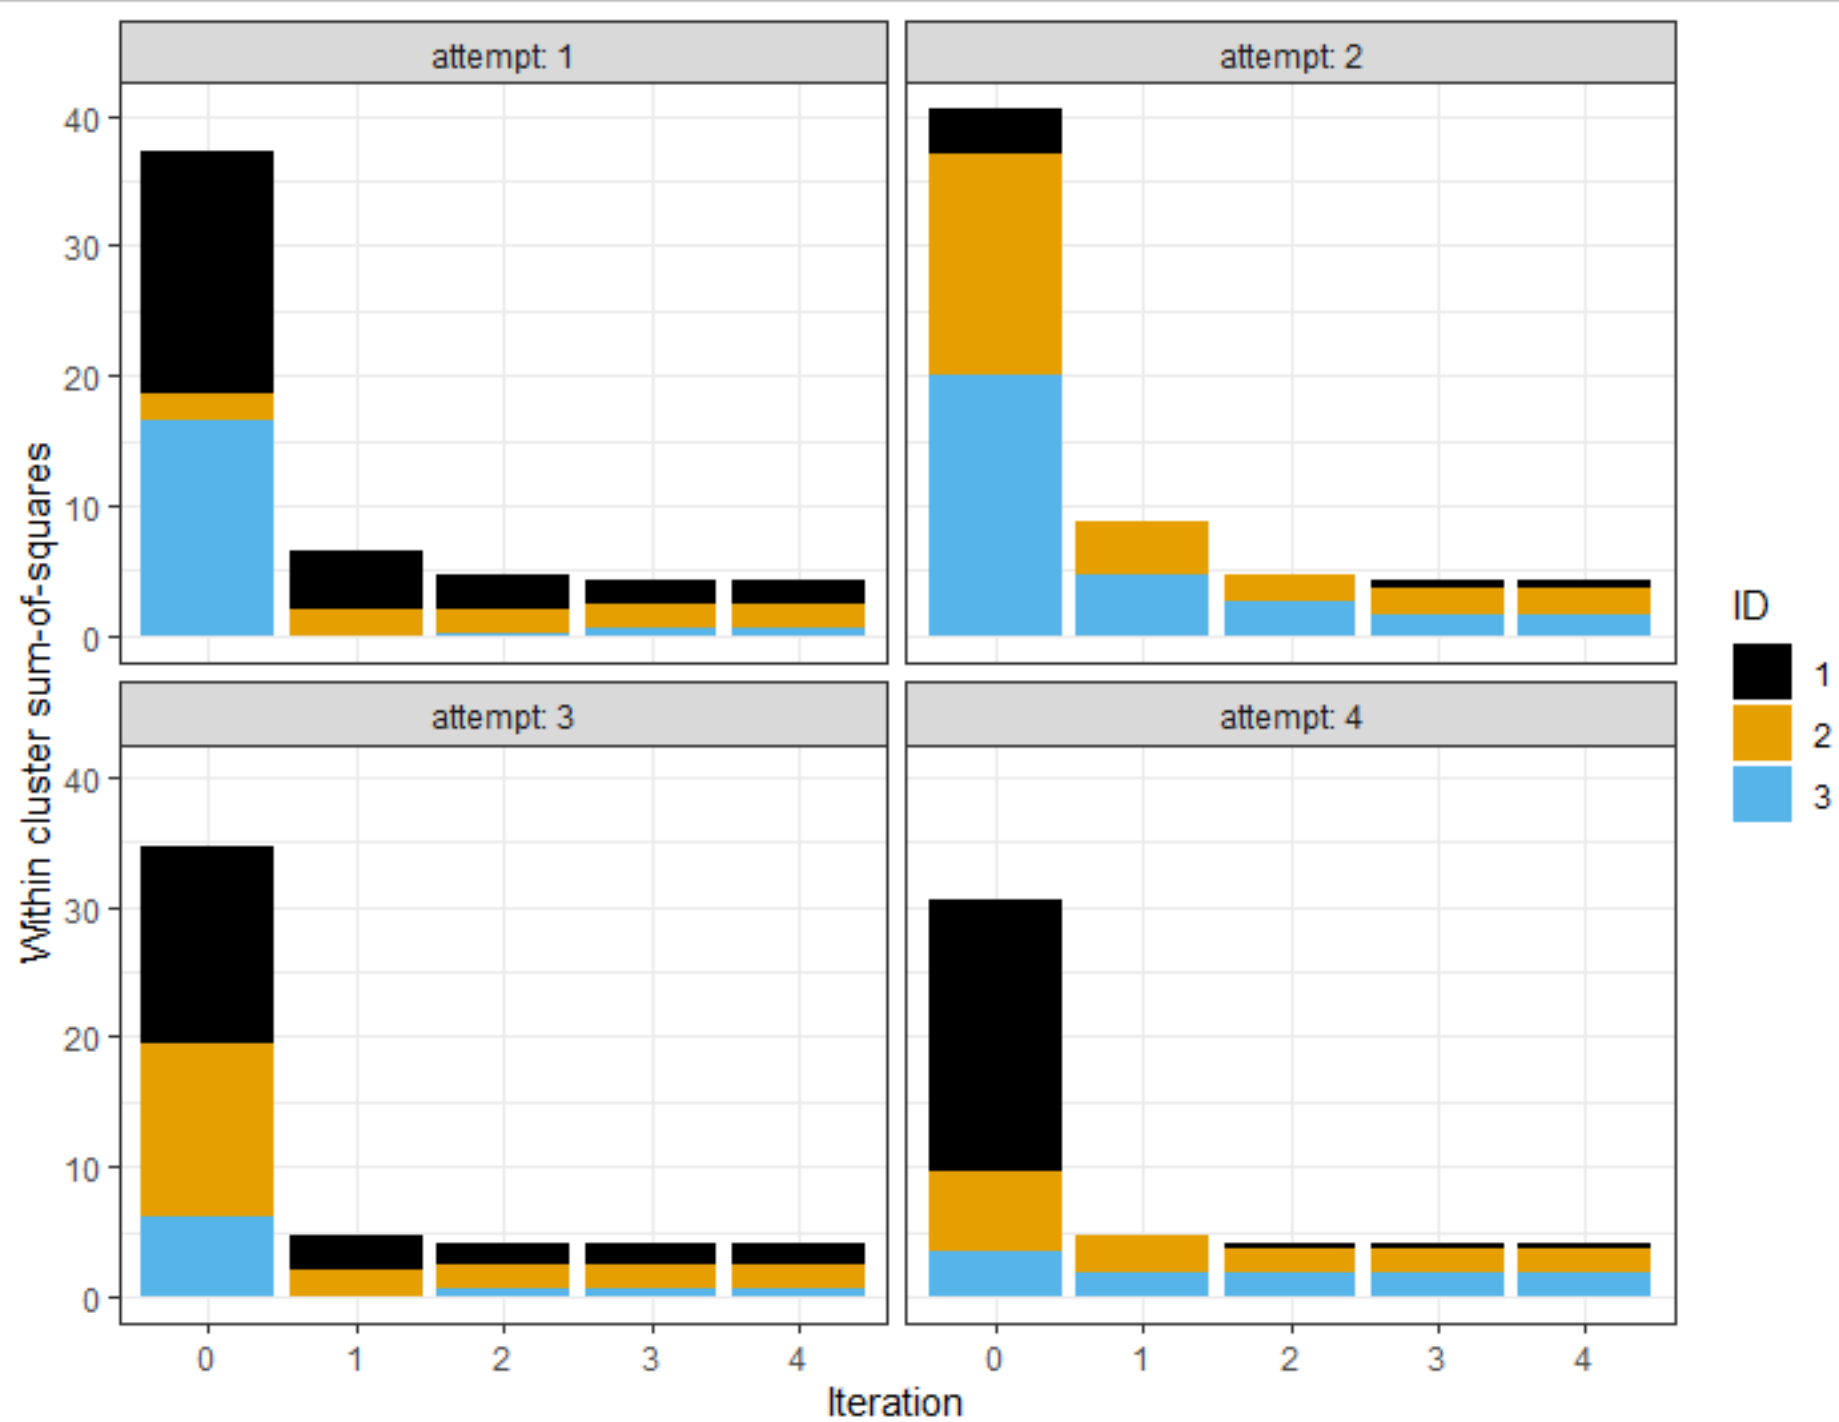 attempt: 1
attempt: 2
40
30
20
10
0
attempt: 3
attempt: 4
40
30
20
10
0
0 1 2 3 4
0 1 2 3 4
Iteration
Within cluster sum-of-squares
ID
1
2
3